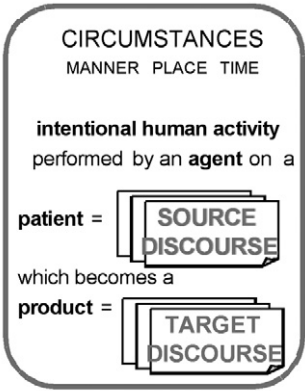 CIRCUMSTANCES
MANNER PLACE TIME
intentional human activity
performed by an agent on a
patient = SOURCE
DISCOURSE
which becomes a
product = TARGET
DISCOURSE